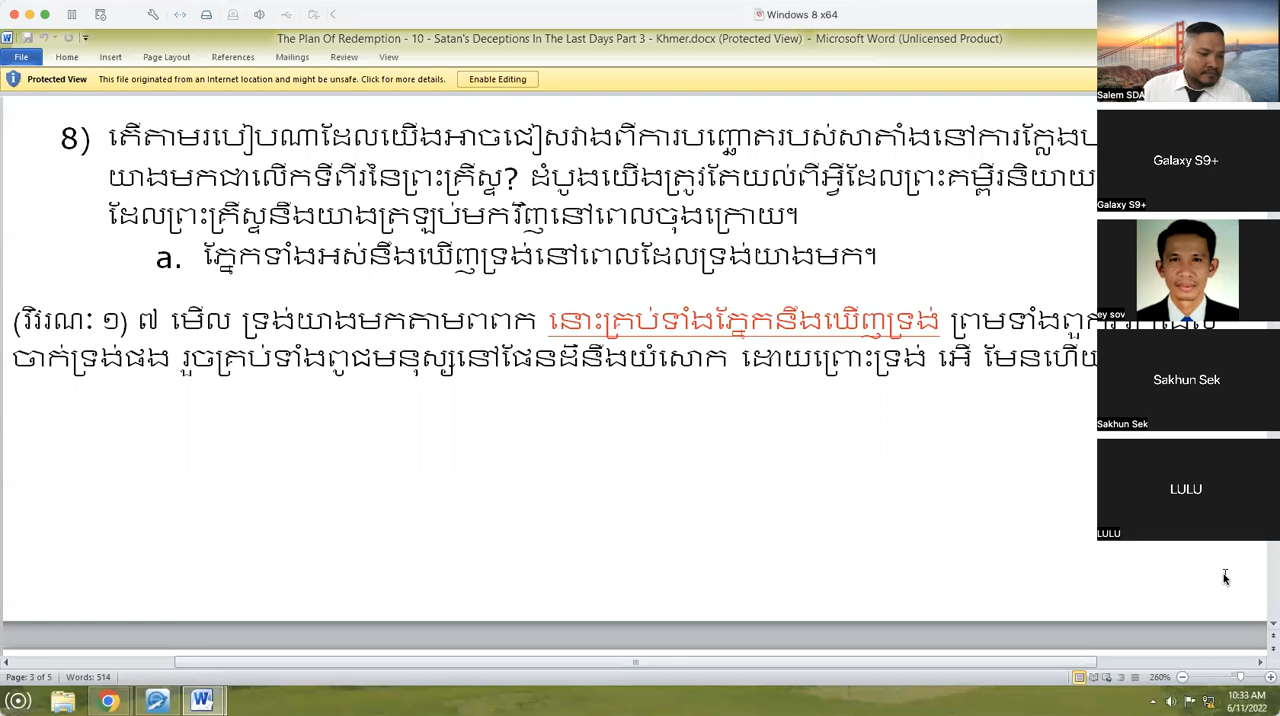 Windows 8 x64
The Plan Of Redemption - 10 - Satan's Deceptions In The Last Days Part 3 - Khmer.docx (Protected View) - Microsoft Word (Unlicensed Product)
File Home Insert Page Layout References Mailings Review View
Protected View This file originated from an Internet location and might be unsafe. Click for more details. Enable Editing
8) តើតាមរបៀបណាដែលយើងអាចជៀសវាងពីការបញ្ឆោតរបស់សាតាំងនៅការក្លែង
យាងមកជាលើកទីពីរនៃព្រះគ្រីស្ទ? ដំបូងយើងត្រូវតែយល់ពីអ្វីដែលព្រះគម្ពីរនិយាយ
ដែលព្រះគ្រីស្ទនឹងយាងត្រឡប់មកវិញនៅពេលចុងក្រោយ។
a. ភ្នែកទាំងអស់នឹងឃើញទ្រង់នៅពេលដែលទ្រង់យាងមក។
(វិវរណៈ ១) ៧ មើល ទ្រង់យាងមកតាមពពក នោះគ្រប់ទាំងភ្នែកនឹងឃើញទ្រង់ ព្រមទាំង
ចាក់ទ្រង់ផង រួចគ្រប់ទាំងពូជមនុស្សនៅផែនដីនឹងយំសោក ដោយព្រោះទ្រង់ អើ មែនហើយ
Salem SDA
Galaxy S9+
Galaxy S9+
ey sov
Sakhun Sek
Sakhun Sek
LULU
LULU
Page: 3 of 5 Words: 514 260%
10:33 AM
6/11/2022